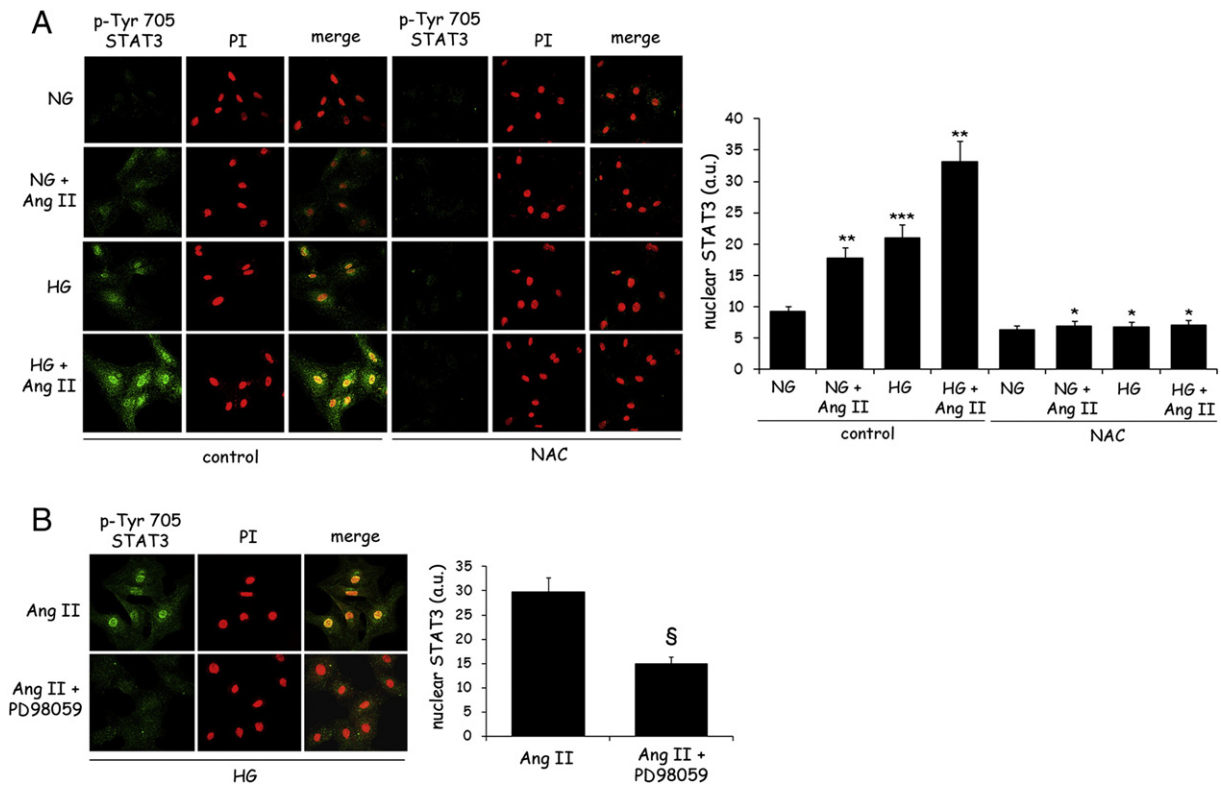 A
p-Tyr 705
STAT3
PI
merge
p-Tyr 705
STAT3
PI
merge
NG
NG +
Ang II
HG
HG +
Ang II
control
NAC
nuclear STAT3 (a.u.)
40
35
30
25
20
15
10
5
0
**
***
**
*
*
*
NG
NG +
Ang II
HG
HG +
Ang II
NG
NG +
Ang II
HG
HG +
Ang II
control
NAC
B
p-Tyr 705
STAT3
PI
merge
Ang II
Ang II +
PD98059
HG
nuclear STAT3 (a.u.)
35
30
25
20
15
10
5
0
§
Ang II
Ang II +
PD98059